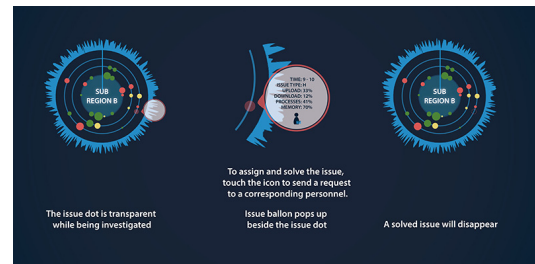 SUB
REGION B
TIME: 9 - 10
ISSUE TYPE: H
UPLOAD: 33%
DOWNLOAD: 12%
PROCESSES: 41%
MEMORY: 70%
SUB
REGION B
To assign and solve the issue,
touch the icon to send a request
to a corresponding personnel.
The issue dot is transparent
while being investigated
Issue ballon pops up
beside the issue dot
A solved issue will disappear